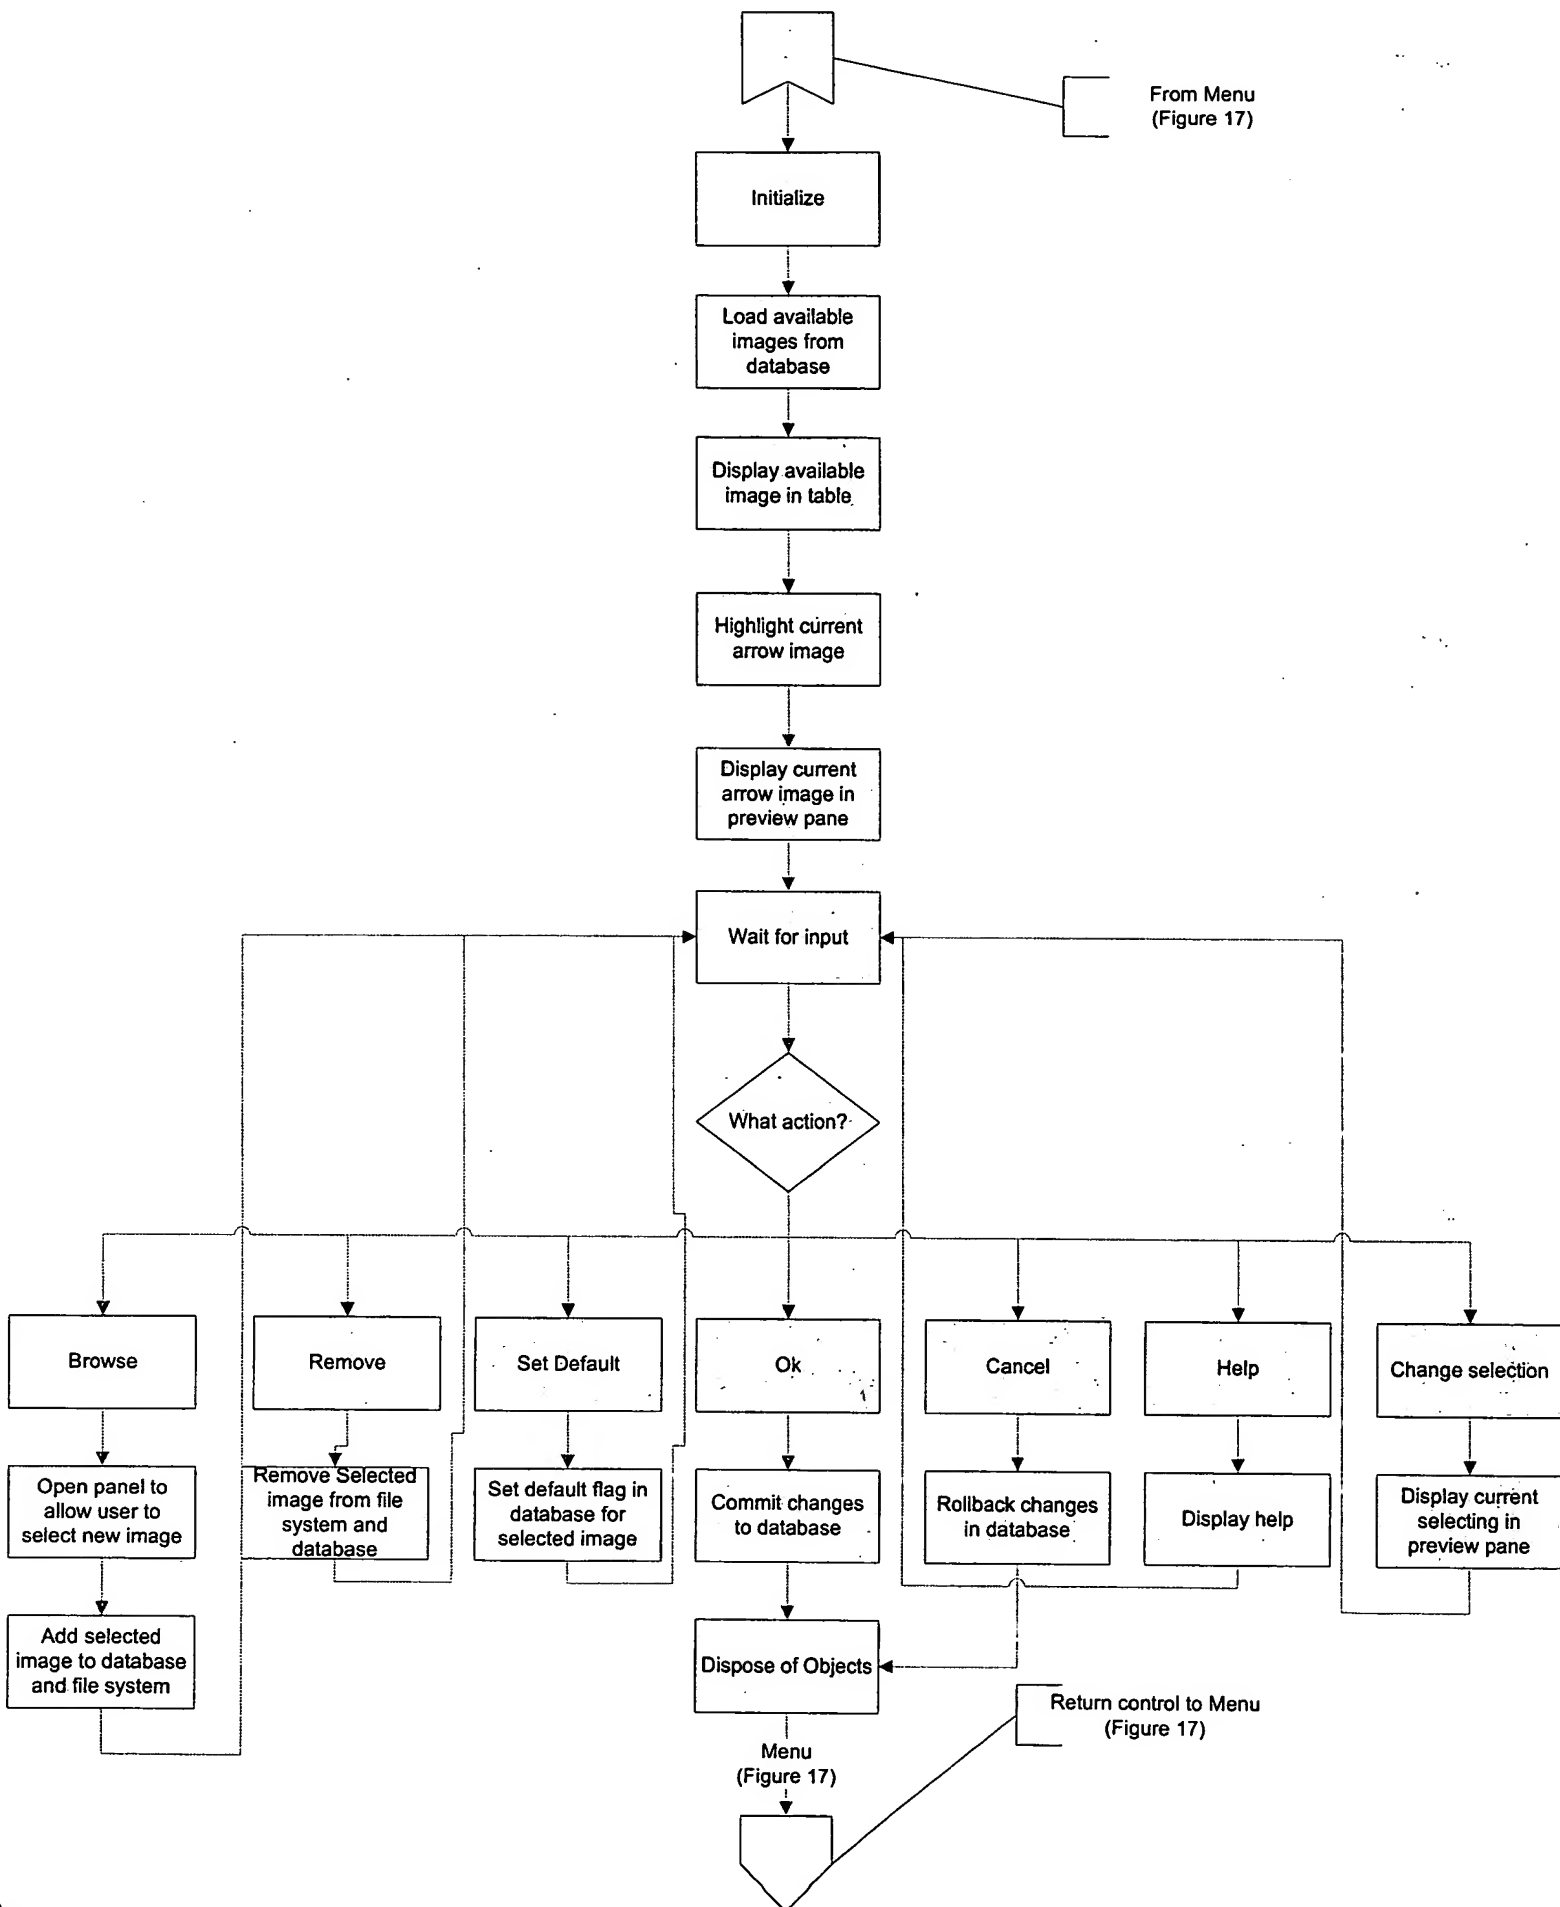 From Menu
(Figure 17)
Initialize
Load available
images from
database
Display available
image in table
Highlight current
arrow image
Display current
arrow image in
preview pane
Wait for input
What action?
Browse
Remove
Set Default
Ok
Cancel
Help
Change selection
Open panel to
allow user to
select new image
Remove Selected
image from file
system and
database
Set default flag in
database for
selected image
Commit changes
to database
Rollback changes
in database
Display help
Display current
selecting in
preview pane
Add selected
image to database
and file system
Dispose of Objects
Return control to Menu
(Figure 17)
Menu
(Figure 17)